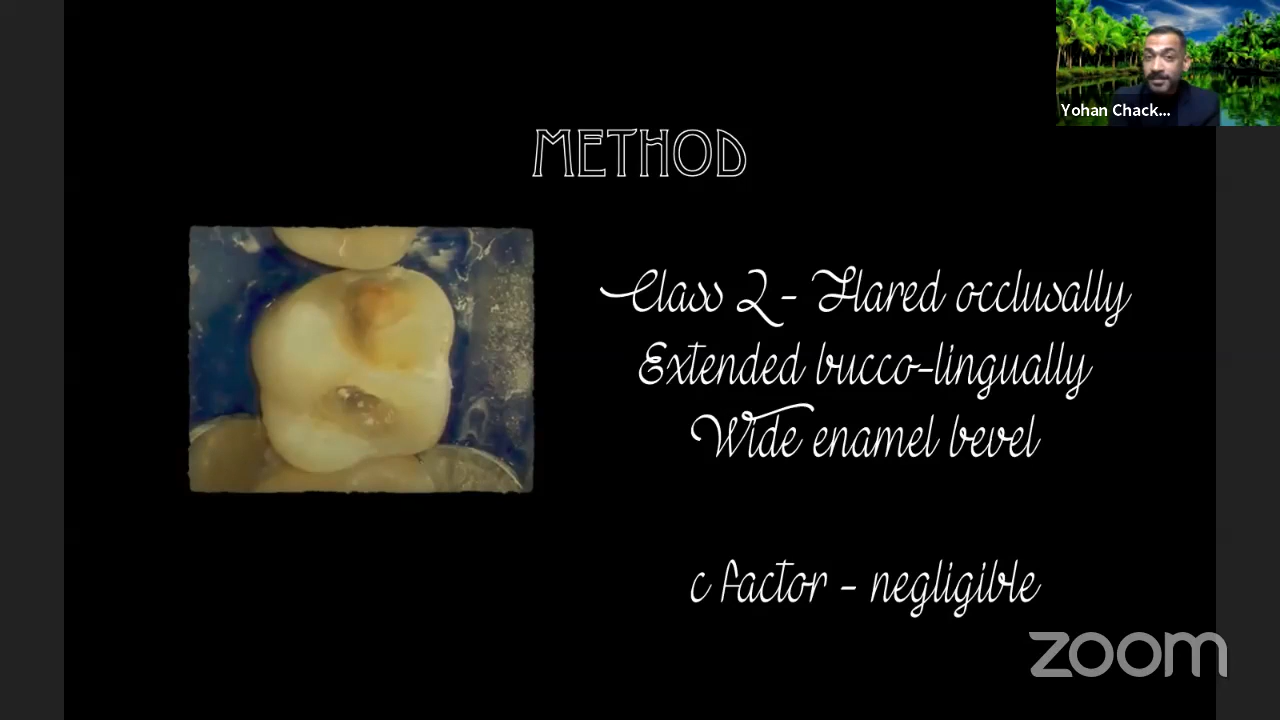 Yohan Chack...
METHOD
Class 2 - Flared occlusally
Extended bucco-lingually
Wide enamel bevel
c factor - negligible
zoom